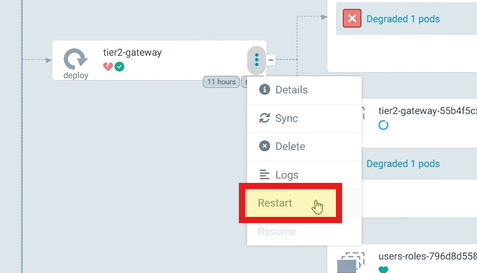 Degraded 1 pods
tier2-gateway
deploy
11 hours
Details
tier2-gateway-55b4f5c5
Sync
Delete
Degraded 1 pods
Logs
Restart
Resume
users-roles-796d8d558